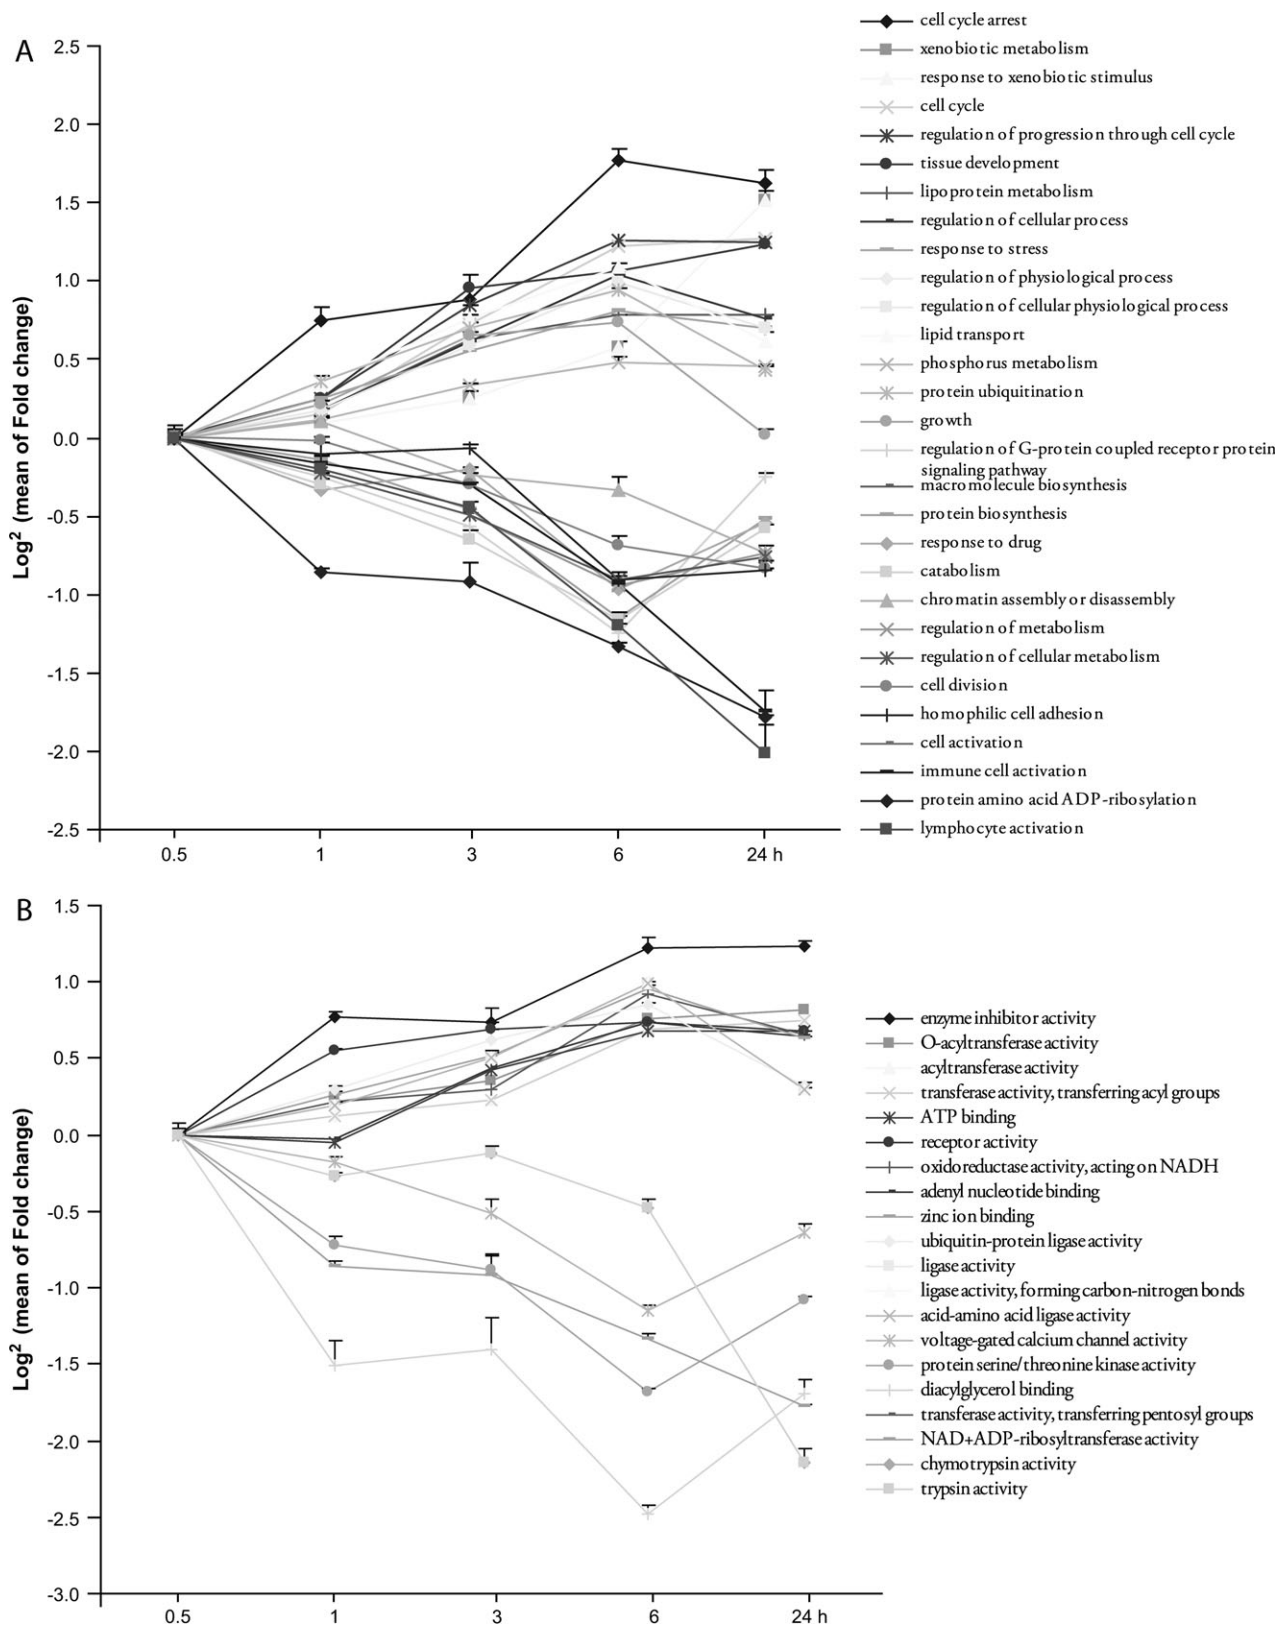 A
Log2 (mean of Fold change)
2.5
2.0
1.5
1.0
0.5
0.0
-0.5
-1.0
-1.5
-2.0
-2.5
0.5 1 3 6 24 h
cell cycle arrest
xenobiotic metabolism
response to xenobiotic stimulus
cell cycle
regulation of progression through cell cycle
tissue development
lipoprotein metabolism
regulation of cellular process
response to stress
regulation of physiological process
regulation of cellular physiological process
lipid transport
phosphorus metabolism
protein ubiquitination
growth
regulation of G-protein coupled receptor protein
signaling pathway
macromolecule biosynthesis
protein biosynthesis
response to drug
catabolism
chromatin assembly or disassembly
regulation of metabolism
regulation of cellular metabolism
cell division
homophilic cell adhesion
cell activation
immune cell activation
protein amino acid ADP-ribosylation
lymphocyte activation
B
Log2 (mean of Fold change)
1.5
1.0
0.5
0.0
-0.5
-1.0
-1.5
-2.0
-2.5
-3.0
0.5 1 3 6 24 h
enzyme inhibitor activity
O-acyltransferase activity
acyltransferase activity
transferase activity, transferring acyl groups
ATP binding
receptor activity
oxidoreductase activity, acting on NADH
adenyl nucleotide binding
zinc ion binding
ubiquitin-protein ligase activity
ligase activity
ligase activity, forming carbon-nitrogen bonds
acid-amino acid ligase activity
voltage-gated calcium channel activity
protein serine/threonine kinase activity
diacylglycerol binding
transferase activity, transferring pentosyl groups
NAD+ADP-ribosyltransferase activity
chymotrypsin activity
trypsin activity